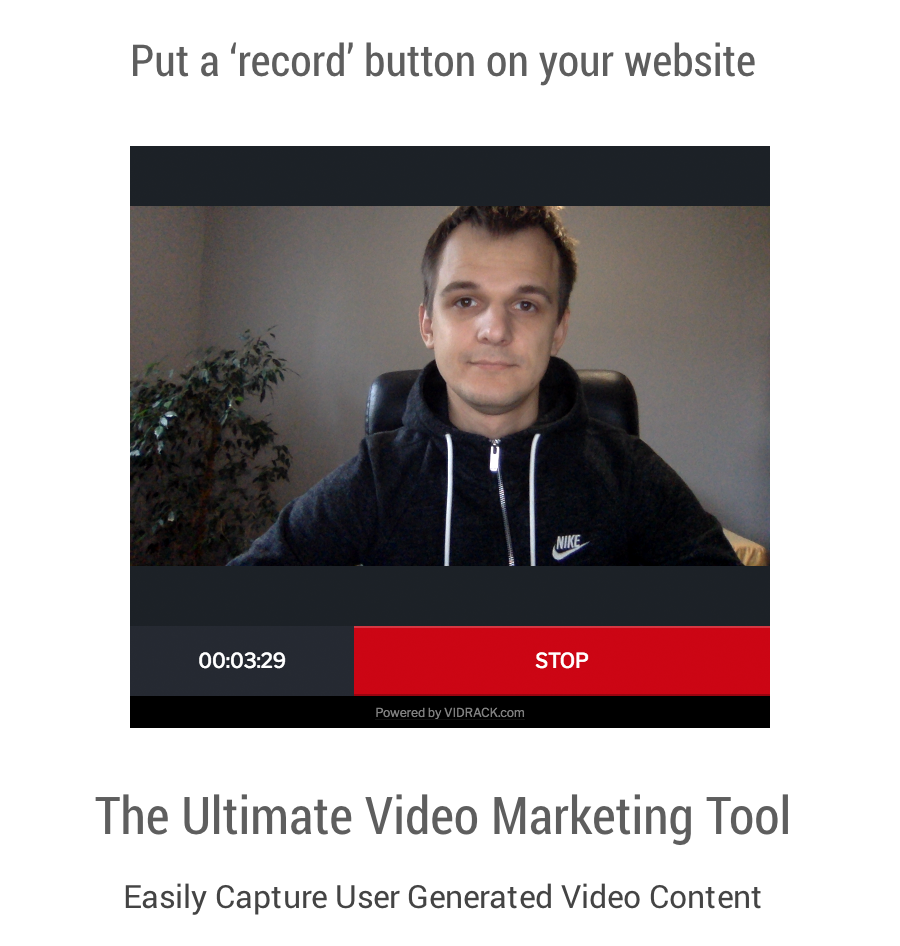 Put a ‘record’ button on your website
NIKE
00:03:29
STOP
Powered by VIDRACK.com
The Ultimate Video Marketing Tool
Easily Capture User Generated Video Content